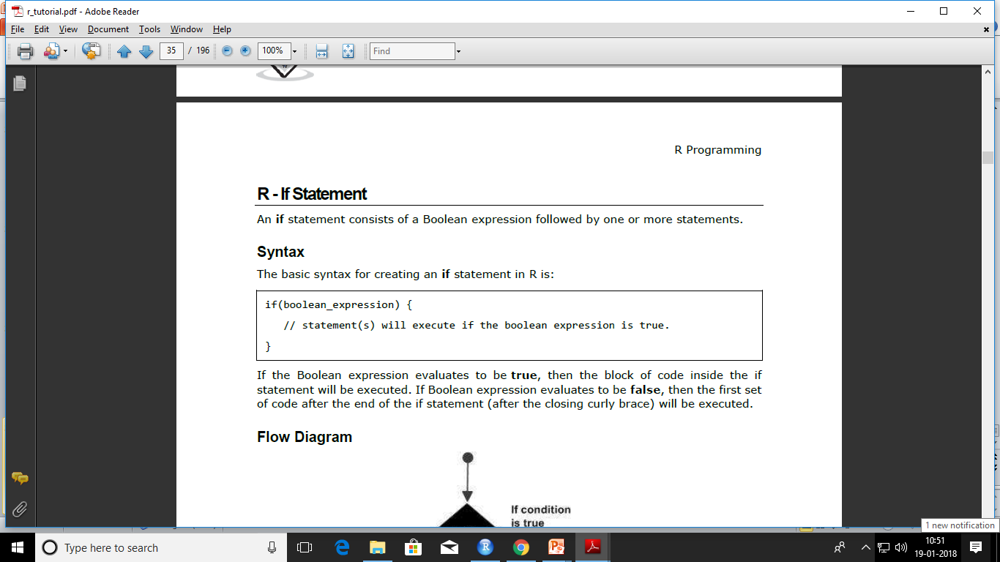 r_tutorial.pdf - Adobe Reader
File Edit View Document Tools Window Help
35 / 196 100% Find
R Programming
R - If Statement
An if statement consists of a Boolean expression followed by one or more statements.
Syntax
The basic syntax for creating an if statement in R is:
if(boolean_expression) {
// statement(s) will execute if the boolean expression is true.
}
If the Boolean expression evaluates to be true, then the block of code inside the if
statement will be executed. If Boolean expression evaluates to be false, then the first set
of code after the end of the if statement (after the closing curly brace) will be executed.
Flow Diagram
If condition
is true
1 new notification
Type here to search
10:51
19-01-2018